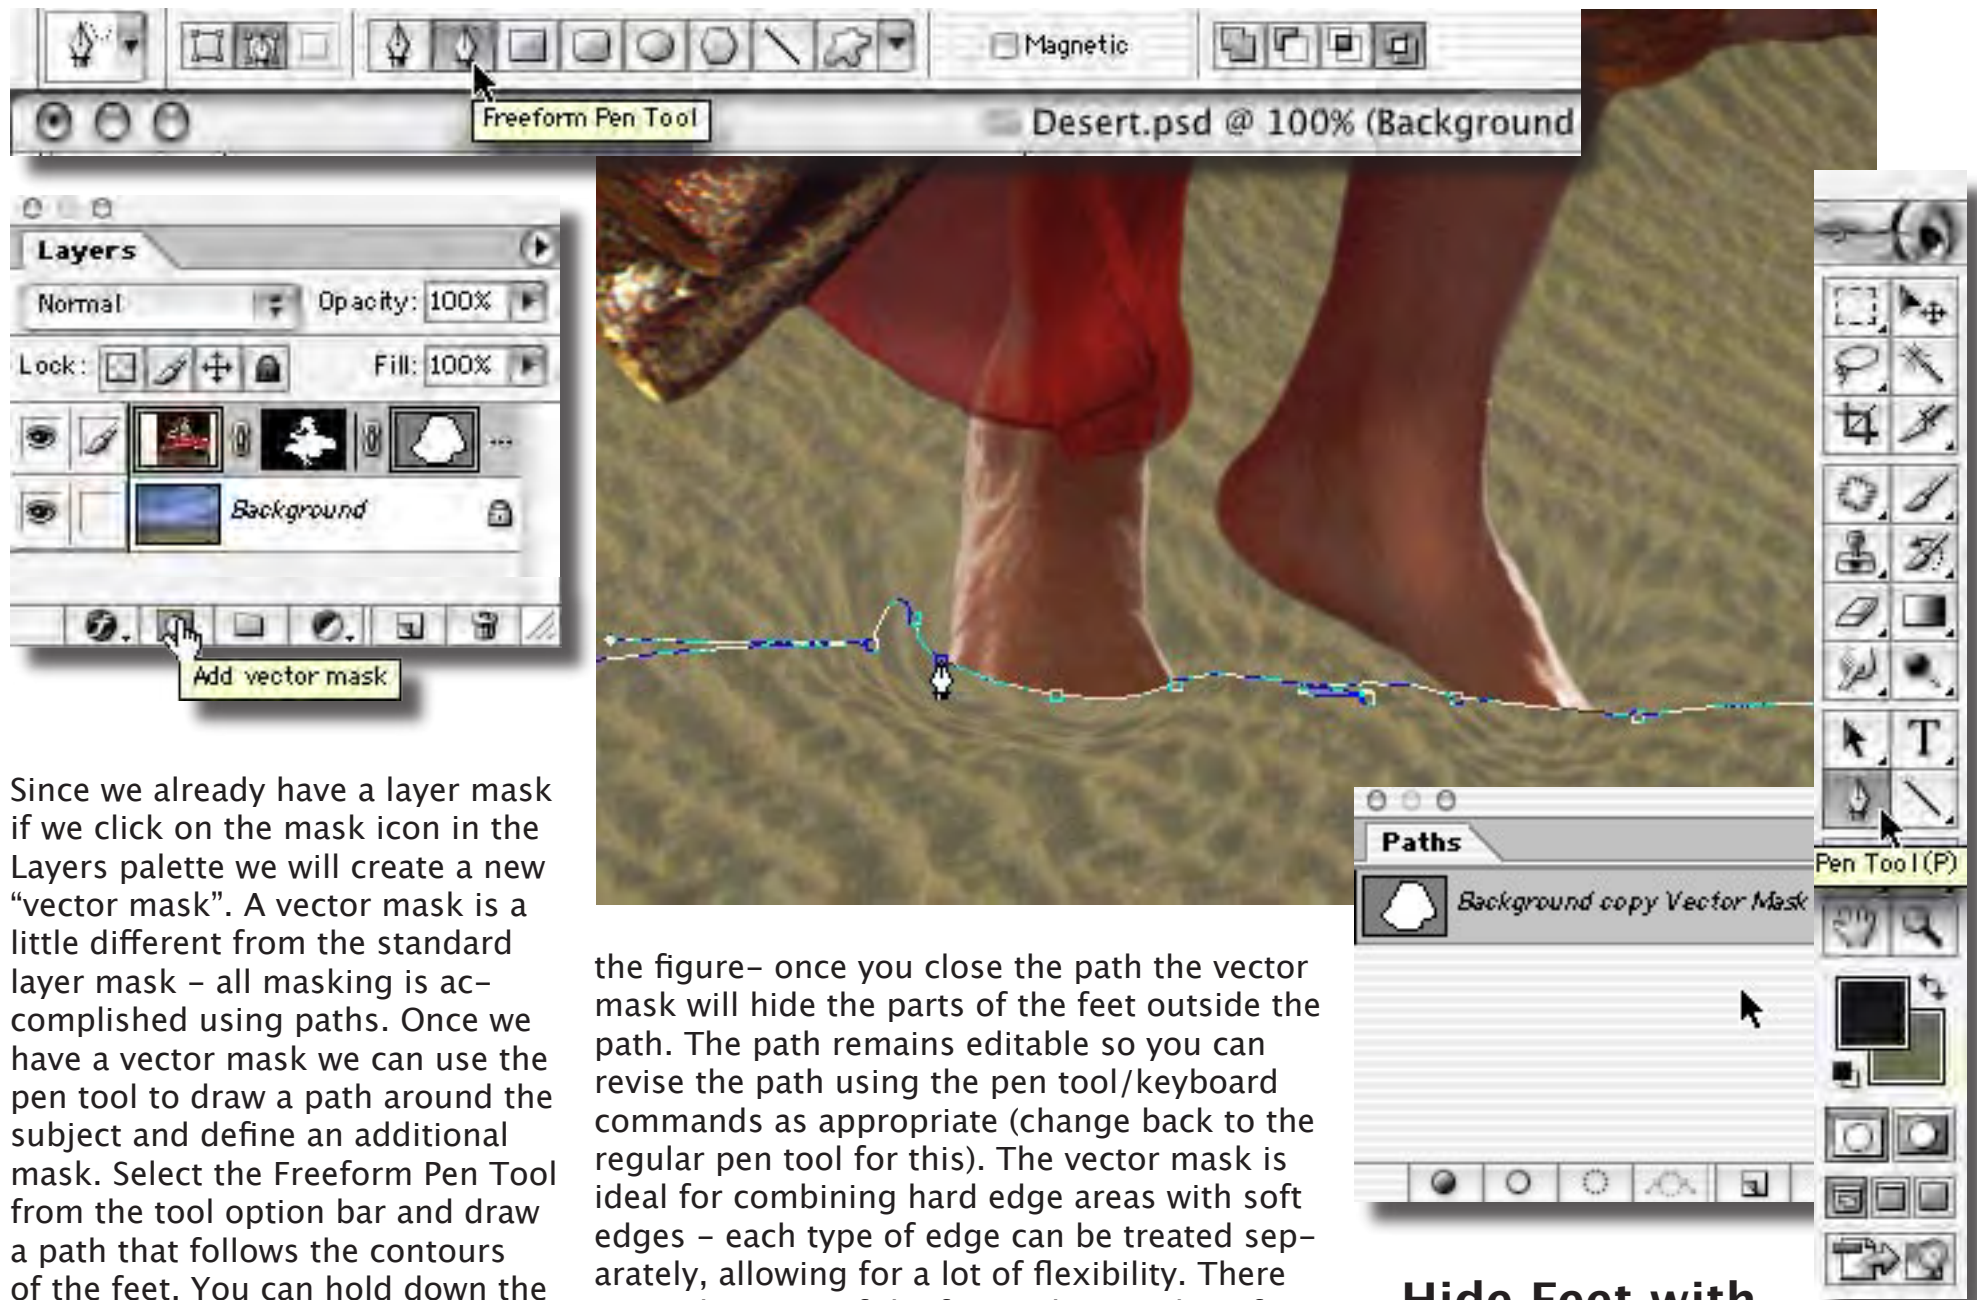 Magnetic
Freeform Pen Tool
Desert.psd @ 100% (Background
Layers
Normal
Opacity: 100%
Lock:
Fill: 100%
Background
Add vector mask
Since we already have a layer mask
if we click on the mask icon in the
Layers palette we will create a new
“vector mask”. A vector mask is a
little different from the standard
layer mask – all masking is ac-
complished using paths. Once we
have a vector mask we can use the
pen tool to draw a path around the
subject and define an additional
mask. Select the Freeform Pen Tool
from the tool option bar and draw
a path that follows the contours
of the feet. You can hold down the
the figure– once you close the path the vector
mask will hide the parts of the feet outside the
path. The path remains editable so you can
revise the path using the pen tool/keyboard
commands as appropriate (change back to the
regular pen tool for this). The vector mask is
ideal for combining hard edge areas with soft
edges – each type of edge can be treated sep-
arately, allowing for a lot of flexibility. There
Paths
Background copy Vector Mask
T
Pen Tool(P)
Hide Feet with